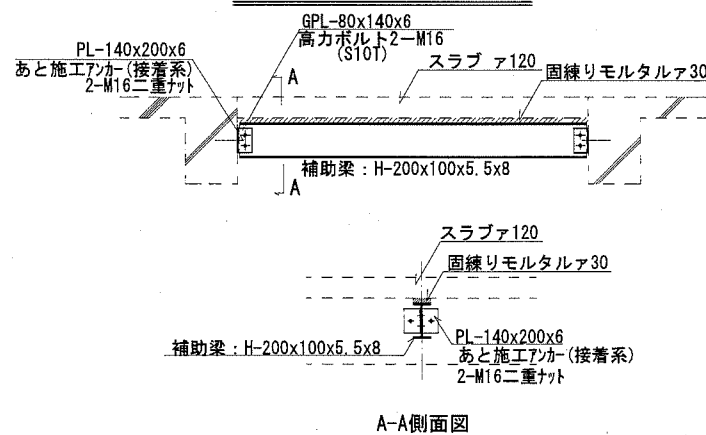 GPL-80x140x6
高力ボルト2ーM16
(S10T)
PL-140x200x6
あと施工アンカー(接着系)
2-M16二重ナット
A
スラブ ァ120
固練りモルタルァ30
補助梁：H-200x100x5.5x8
A
スラブァ120
固練りモルタルァ30
補助梁：H-200x100x5.5x8
PL-140x200x6
あと施工アンカー(接着系)
2-M16二重ナット
A-A側面図